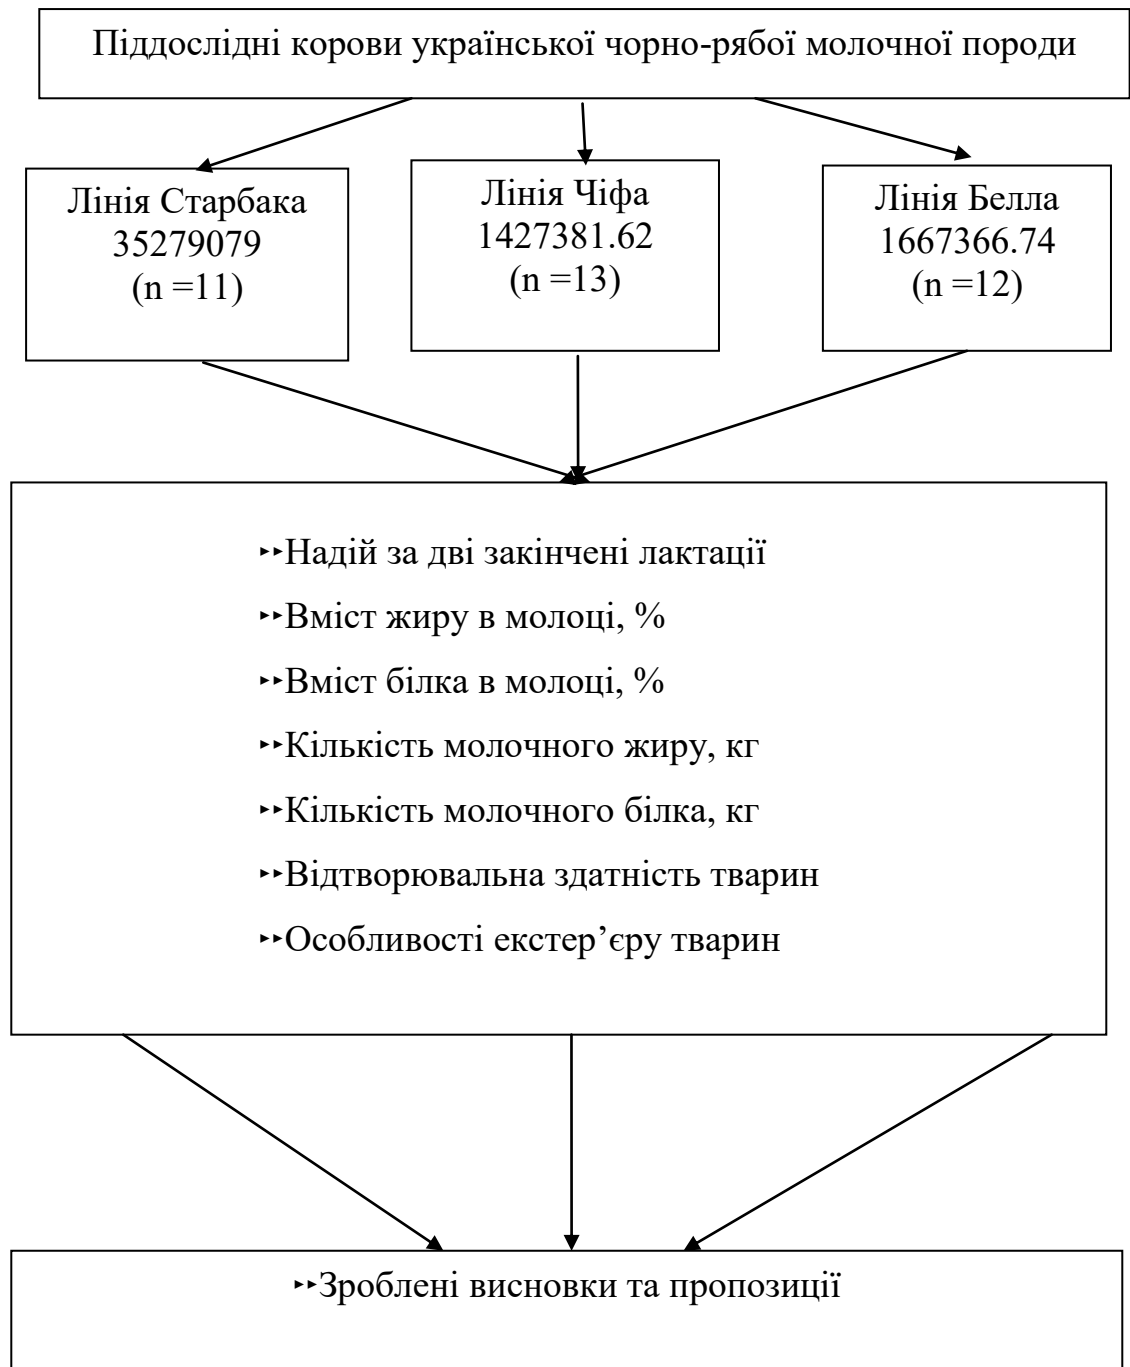 Піддослідні корови української чорно-рябої молочної породи
Лінія Старбака
35279079
(n =11)
Лінія Чіфа
1427381.62
(n =13)
Лінія Белла
1667366.74
(n =12)
‣‣Надій за дві закінчені лактації
‣‣Вміст жиру в молоці, %
‣‣Вміст білка в молоці, %
‣‣Кількість молочного жиру, кг
‣‣Кількість молочного білка, кг
‣‣Відтворювальна здатність тварин
‣‣Особливості екстер’єру тварин
‣‣Зроблені висновки та пропозиції